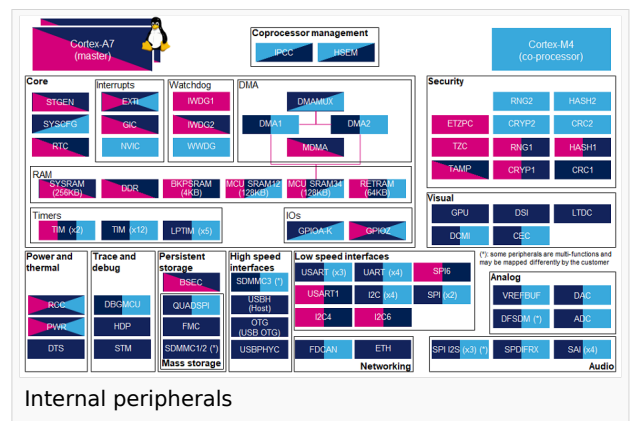 Cortex-A7
(master)
Coprocessor management
IPCC
HSEM
Cortex-M4
(co-processor)
Core
STGEN
SYSCFG
RTC
Interrupts
EXTI
GIC
NVIC
Watchdog
IWDG1
IWDG2
WWDG
DMA
DMAMUX
DMA1
DMA2
MDMA
Security
RNG2
HASH2
ETZPC
CRYP2
CRC2
TZC
RNG1
HASH1
TAMP
CRYP1
CRC1
RAM
SYSRAM
(256KB)
DDR
BKPSRAM
(4KB)
MCU SRAM12
(128KB)
MCU SRAM34
(128KB)
RETRAM
(64KB)
Timers
TIM (x2)
TIM (x12)
LPTIM (x5)
IOs
GPIOA-K
GPIOZ
Visual
GPU
DSI
LTDC
DCMI
CEC
Power and
thermal
RCC
PWR
DTS
Trace and
debug
DBGMCU
HDP
STM
Persistent
storage
BSEC
QUADSPI
FMC
SDMMC1/2 (*)
Mass storage
High speed
interfaces
SDMMC3 (*)
USBH
(Host)
OTG
(USB OTG)
USBPHYC
Low speed interfaces
USART (x3)
UART (x4)
SPI6
USART1
I2C (x4)
SPI (x2)
I2C4
I2C6
(*): some peripherals are multi-functions and
may be mapped differently by the customer
Analog
VREFBUF
DAC
DFSDM (*)
ADC
FDCAN
ETH
Networking
SPI I2S (x3) (*)
SPDIFRX
SAI (x4)
Audio
Internal peripherals